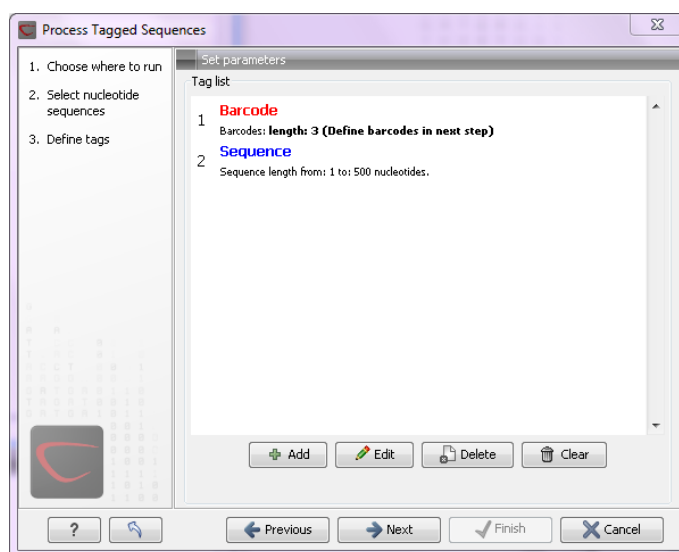 Process Tagged Sequences
1. Choose where to run
2. Select nucleotide
sequences
3. Define tags
Set parameters
Tag list
1
Barcode
Barcodes: length: 3 (Define barcodes in next step)
2
Sequence
Sequence length from: 1 to: 500 nucleotides.
Add
Edit
Delete
Clear
?
Previous
Next
Finish
Cancel